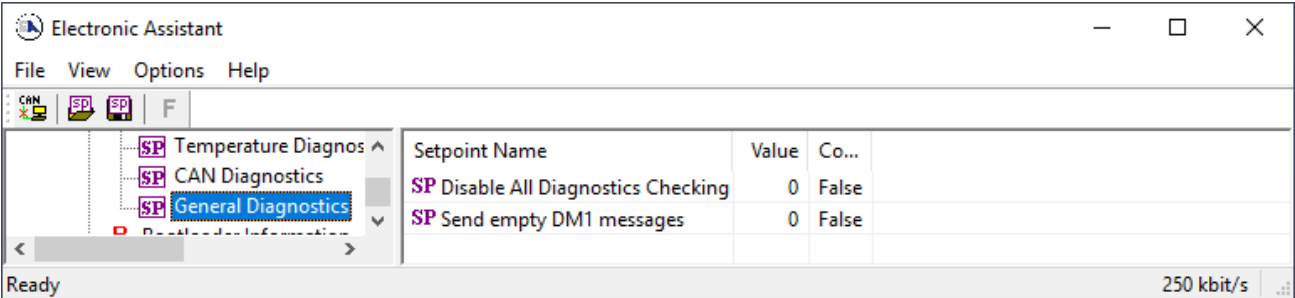 Electronic Assistant
File View Options Help
CAN SP SP F
SP Temperature Diagnos
SP CAN Diagnostics
SP General Diagnostics
B Bootloader Information
Setpoint Name Value Co...
SP Disable All Diagnostics Checking 0 False
SP Send empty DM1 messages 0 False
Ready 250 kbit/s